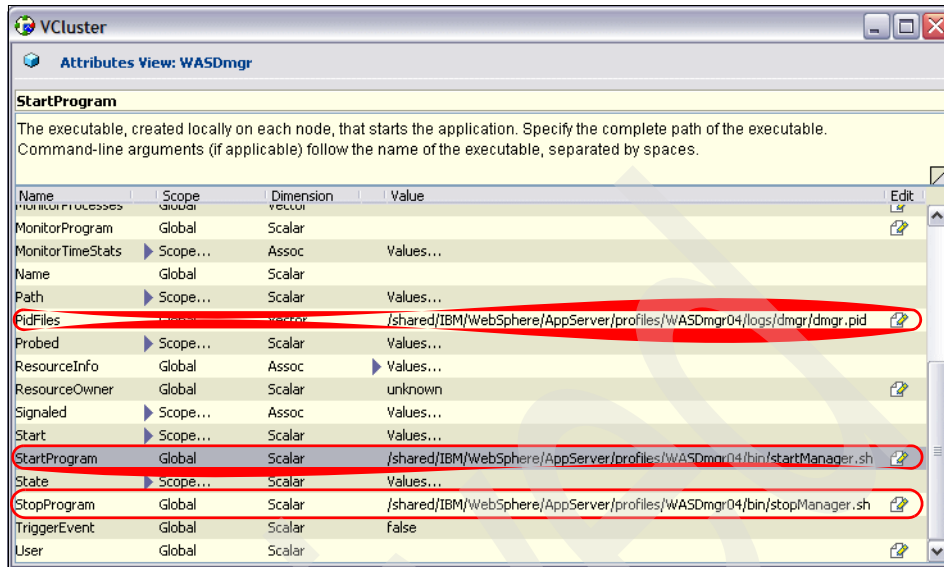 VCluster
Attributes View: WASDmgr
StartProgram
The executable, created locally on each node, that starts the application. Specify the complete path of the executable.
Command-line arguments (if applicable) follow the name of the executable, separated by spaces.
Name Scope Dimension Value Edit
MonitorProcesses Global Vector
MonitorProgram Global Scalar
MonitorTimeStats Scope... Assoc Values...
Name Global Scalar
Path Scope... Scalar Values...
PidFiles Global Vector /shared/IBM/WebSphere/AppServer/profiles/WASDmgr04/logs/dmgr/dmgr.pid
Probed Scope... Scalar Values...
ResourceInfo Global Assoc Values...
ResourceOwner Global Scalar unknown
Signaled Scope... Assoc Values...
Start Scope... Scalar Values...
StartProgram Global Scalar /shared/IBM/WebSphere/AppServer/profiles/WASDmgr04/bin/startManager.sh
State Scope... Scalar Values...
StopProgram Global Scalar /shared/IBM/WebSphere/AppServer/profiles/WASDmgr04/bin/stopManager.sh
TriggerEvent Global Scalar false
User Global Scalar